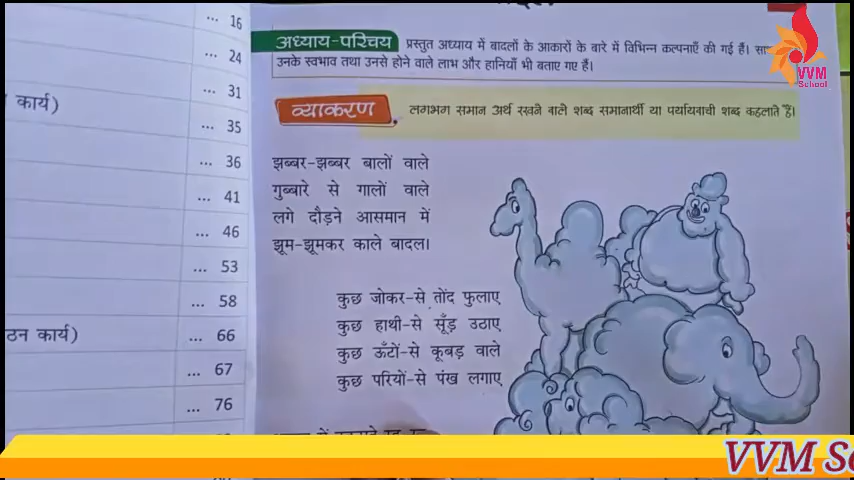 ... 16
... 24
... 31
कार्य)
... 35
... 36
... 41
... 46
... 53
... 58
ठन कार्य)
... 66
... 67
... 76
अध्याय-परिचय
प्रस्तुत अध्याय में बादलों के आकारों के बारे में विभिन्न कल्पनाएँ की गई हैं।
उनके स्वभाव तथा उनसे होने वाले लाभ और हानियाँ भी बताए गए हैं।
व्याकरण
लगभग समान अर्थ रखने वाले शब्द समानार्थी या पर्यायवाची शब्द कहलाते हैं।
झब्बर-झब्बर बालों वाले
गुब्बारे से गालों वाले
लगे दौड़ने आसमान में
झूम-झूमकर काले बादल।
कुछ जोकर-से तोंद फुलाए
कुछ हाथी-से सूँड़ उठाए
कुछ ऊँटों-से कूबड़ वाले
कुछ परियों-से पंख लगाए
VVM
School
VVM